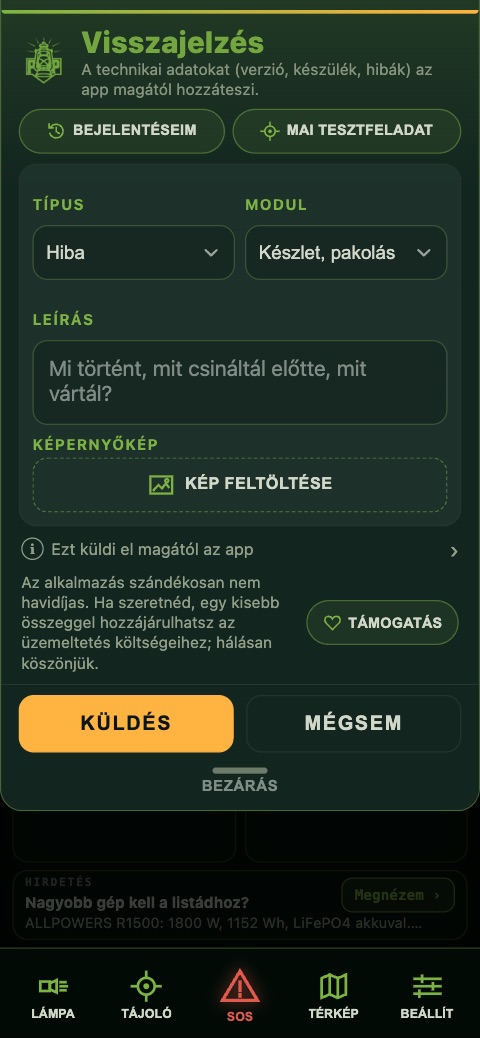 Visszajelzés
A technikai adatokat (verzió, készülék, hibák) az
app magától hozzáteszi.
BEJELENTÉSEIM
MAI TESZTFELADAT
TÍPUS
MODUL
Hiba
Készlet, pakolás
LEÍRÁS
Mi történt, mit csináltál előtte, mit
vártál?
KÉPERNYŐKÉP
KÉP FELTÖLTÉSE
Ezt küldi el magától az app
Az alkalmazás szándékosan nem
havidíjas. Ha szeretnéd, egy kisebb
összeggel hozzájárulhatsz az
üzemeltetés költségeihez; hálásan
köszönjük.
TÁMOGATÁS
KÜLDÉS
MÉGSEM
BEZÁRÁS
HIRDETÉS
Nagyobb gép kell a listádhoz?
Megnézem ›
ALLPOWERS R1500: 1800 W, 1152 Wh, LiFePO4 akkuval....
LÁMPA
TÁJOLÓ
SOS
TÉRKÉP
BEÁLLÍT